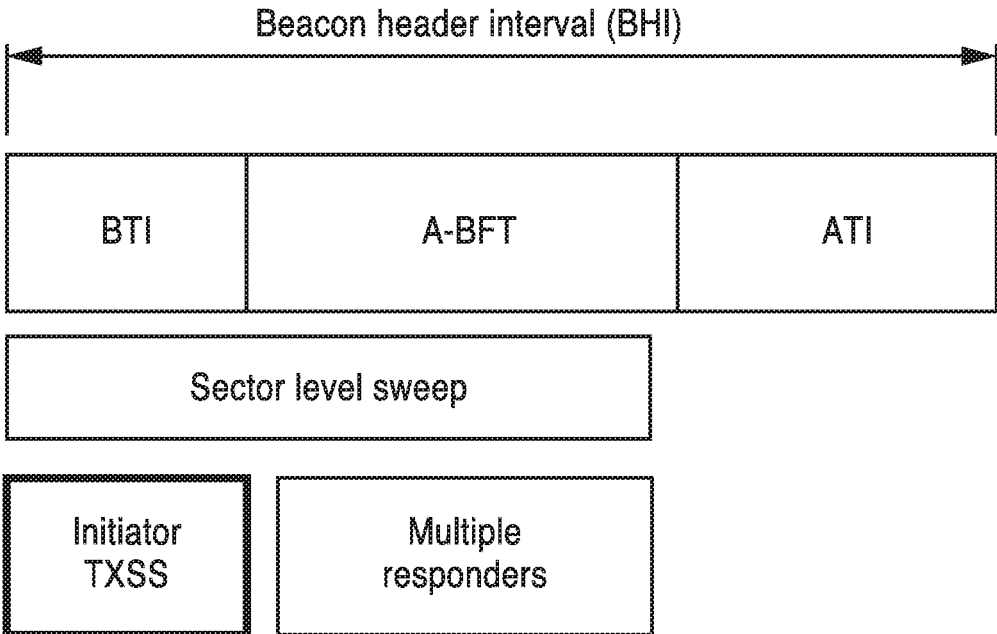 Beacon header interval (BHI)
BTI A-BFT ATI
Sector level sweep
Initiator Multiple
TXSS responders